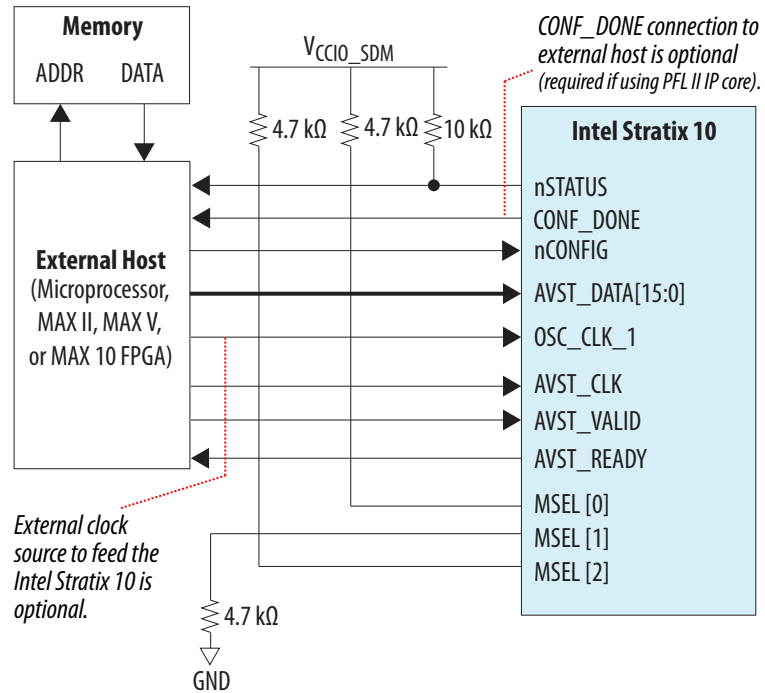 Memory
ADDR DATA
VCCIO_SDM
CONF_DONE connection to
external host is optional
(required if using PFL II IP core).
4.7 kΩ
4.7 kΩ
10 kΩ
Intel Stratix 10
nSTATUS
CONF_DONE
nCONFIG
AVST_DATA[15:0]
OSC_CLK_1
AVST_CLK
AVST_VALID
AVST_READY
MSEL [0]
MSEL [1]
MSEL [2]
External Host
(Microprocessor,
MAX II, MAX V,
or MAX 10 FPGA)
External clock
source to feed the
Intel Stratix 10 is
optional.
4.7 kΩ
GND